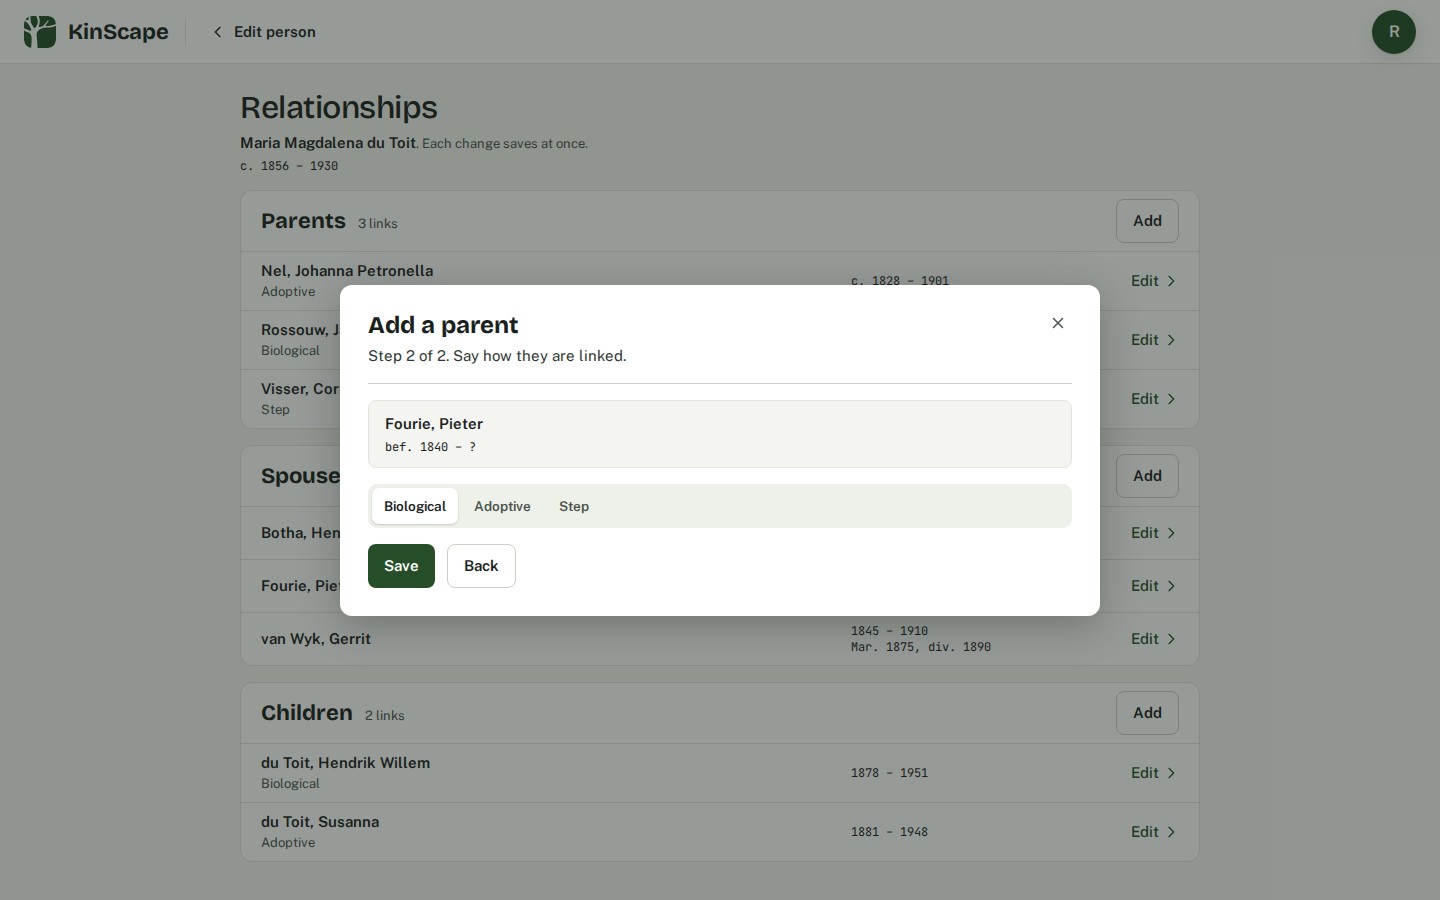 KinScape
Edit person
R
Relationships
Maria Magdalena du Toit. Each change saves at once.
c. 1856 – 1930
Parents 3 links
Add
Nel, Johanna Petronella
Adoptive
c. 1828 – 1901
Edit
Rossouw,
Biological
Edit
Visser,
Step
Edit
Add a parent
Step 2 of 2. Say how they are linked.
Fourie, Pieter
bef. 1840 – ?
Biological Adoptive Step
Save Back
Add
Botha,
Edit
Fourie,
Edit
van Wyk, Gerrit
1845 – 1910
Mar. 1875, div. 1890
Edit
Children 2 links
Add
du Toit, Hendrik Willem
Biological
1878 – 1951
Edit
du Toit, Susanna
Adoptive
1881 – 1948
Edit